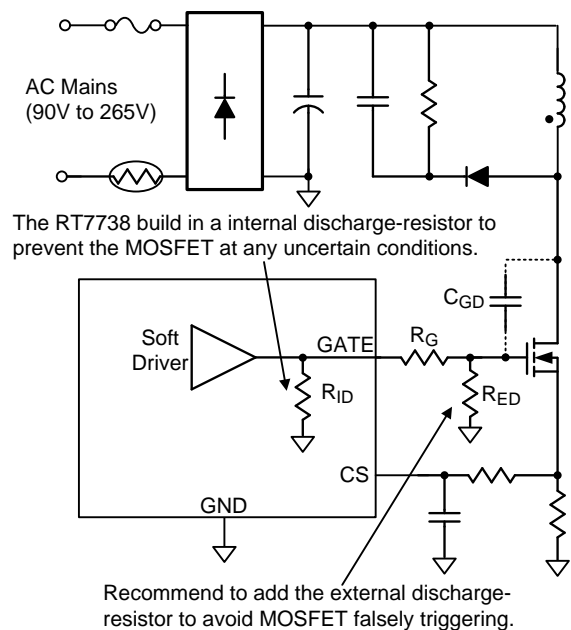 AC Mains
(90V to 265V)
The RT7738 build in a internal discharge-resistor to
prevent the MOSFET at any uncertain conditions.
CGD
Soft
Driver
GATE
RG
RID
RED
CS
GND
Recommend to add the external discharge-
resistor to avoid MOSFET falsely triggering.